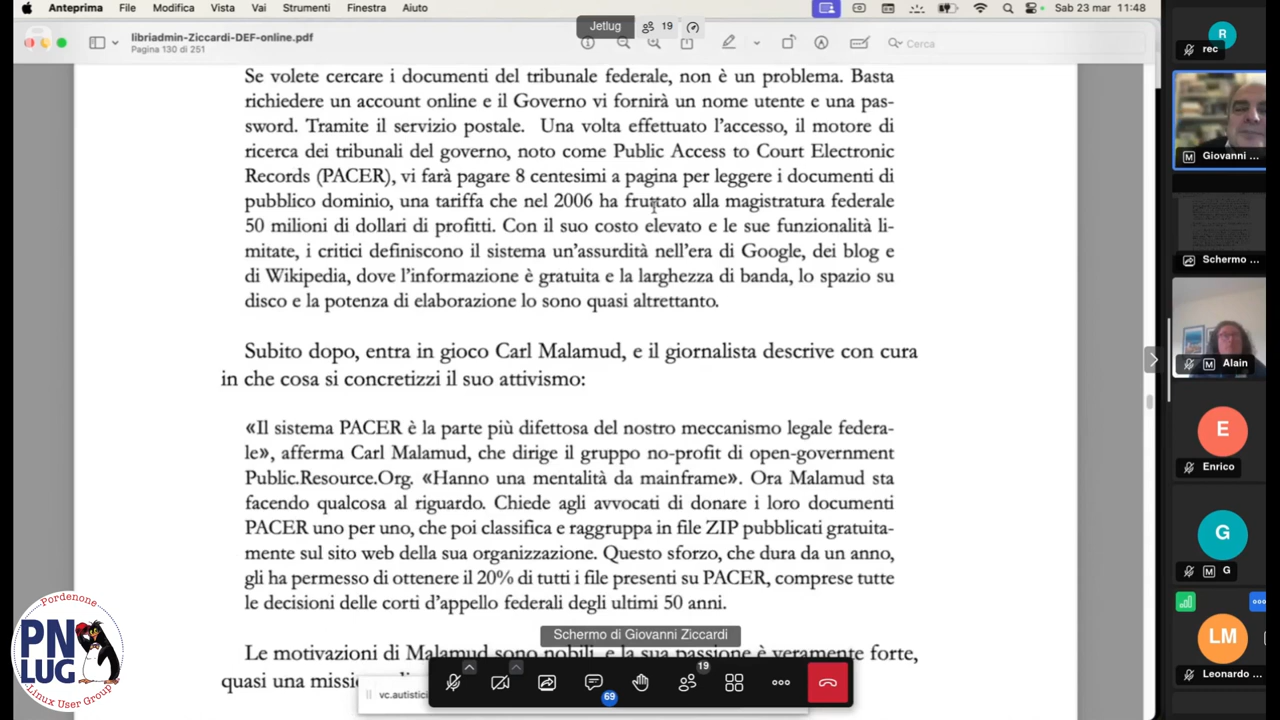 Anteprima File Modifica Vista Vai Strumenti Finestra Aiuto Sab 23 mar 11:48
Jetlug 19
libriadmin-Ziccardi-DEF-online.pdf
Pagina 130 di 251
Cerca
Se volete cercare i documenti del tribunale federale, non è un problema. Basta
richiedere un account online e il Governo vi fornirà un nome utente e una pas-
sword. Tramite il servizio postale. Una volta effettuato l'accesso, il motore di
ricerca dei tribunali del governo, noto come Public Access to Court Electronic
Records (PACER), vi farà pagare 8 centesimi a pagina per leggere i documenti di
pubblico dominio, una tariffa che nel 2006 ha fruttato alla magistratura federale
50 milioni di dollari di profitti. Con il suo costo elevato e le sue funzionalità li-
mitate, i critici definiscono il sistema un'assurdità nell'era di Google, dei blog e
di Wikipedia, dove l'informazione è gratuita e la larghezza di banda, lo spazio su
disco e la potenza di elaborazione lo sono quasi altrettanto.
Subito dopo, entra in gioco Carl Malamud, e il giornalista descrive con cura
in che cosa si concretizzi il suo attivismo:
«Il sistema PACER è la parte più difettosa del nostro meccanismo legale federa-
le», afferma Carl Malamud, che dirige il gruppo no-profit di open-government
Public.Resource.Org. «Hanno una mentalità da mainframe». Ora Malamud sta
facendo qualcosa al riguardo. Chiede agli avvocati di donare i loro documenti
PACER uno per uno, che poi classifica e raggruppa in file ZIP pubblicati gratuita-
mente sul sito web della sua organizzazione. Questo sforzo, che dura da un anno,
gli ha permesso di ottenere il 20% di tutti i file presenti su PACER, comprese tutte
le decisioni delle corti d'appello federali degli ultimi 50 anni.
Le motivazioni di Malamud sono nobili, e la sua passione è veramente forte,
quasi una missi
Schermo di Giovanni Ziccardi
19
69
vc.autistici
R
rec
M Giovanni ...
Schermo ...
M Alain
E
Enrico
G
M G
LM
Leonardo ...
Pordenone
PN
LUG
Linux User Group